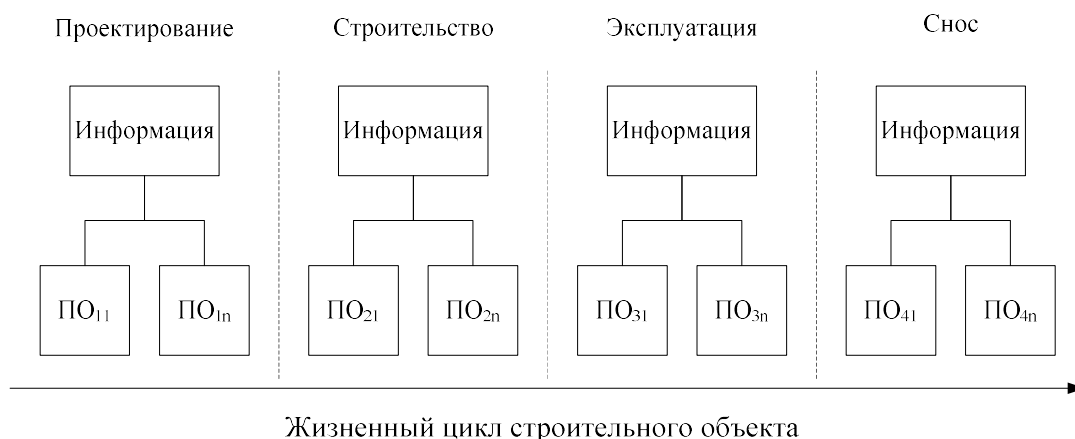 Проектирование Строительство Эксплуатация Снос
Информация Информация Информация Информация
ПО11 ПО1n ПО21 ПО2n ПО31 ПО3n ПО41 ПО4n
Жизненный цикл строительного объекта